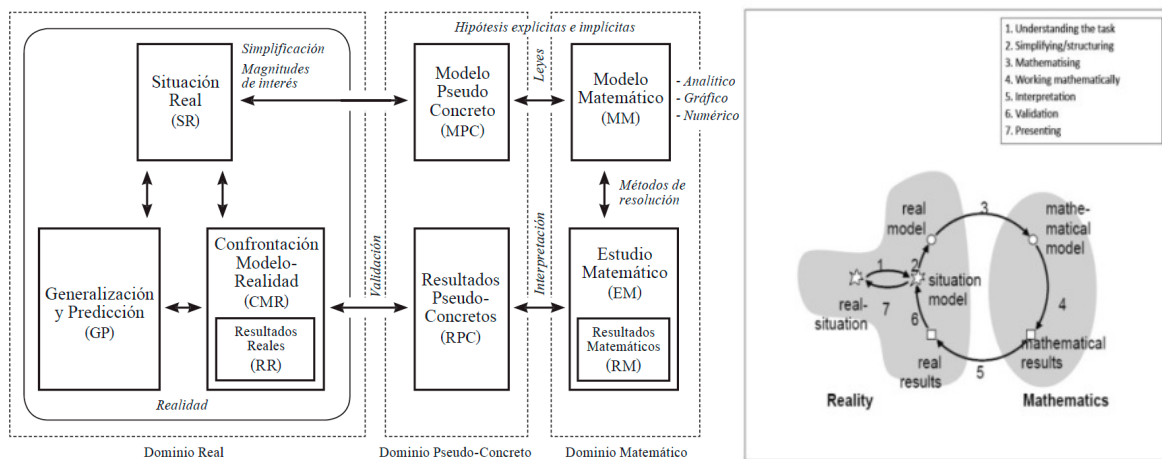 Hipótesis explícitas e implícitas
Simplificación
Magnitudes
de interés
Situación
Real
(SR)
Modelo
Pseudo
Concreto
(MPC)
Leyes
Modelo
Matemático
(MM)
- Analítico
- Gráfico
- Numérico
Métodos de
resolución
Generalización
y Predicción
(GP)
Confrontación
Modelo-
Realidad
(CMR)
Resultados
Reales
(RR)
Validación
Resultados
Pseudo-
Concretos
(RPC)
Interpretación
Estudio
Matemático
(EM)
Resultados
Matemáticos
(RM)
Realidad
Dominio Real
Dominio Pseudo-Concreto
Dominio Matemático
1. Understanding the task
2. Simplifying/structuring
3. Mathematising
4. Working mathematically
5. Interpretation
6. Validation
7. Presenting
real
model
3
mathe-
matical
model
1
2
situation
model
real-
situation
7
6
4
real
results
5
mathematical
results
Reality
Mathematics